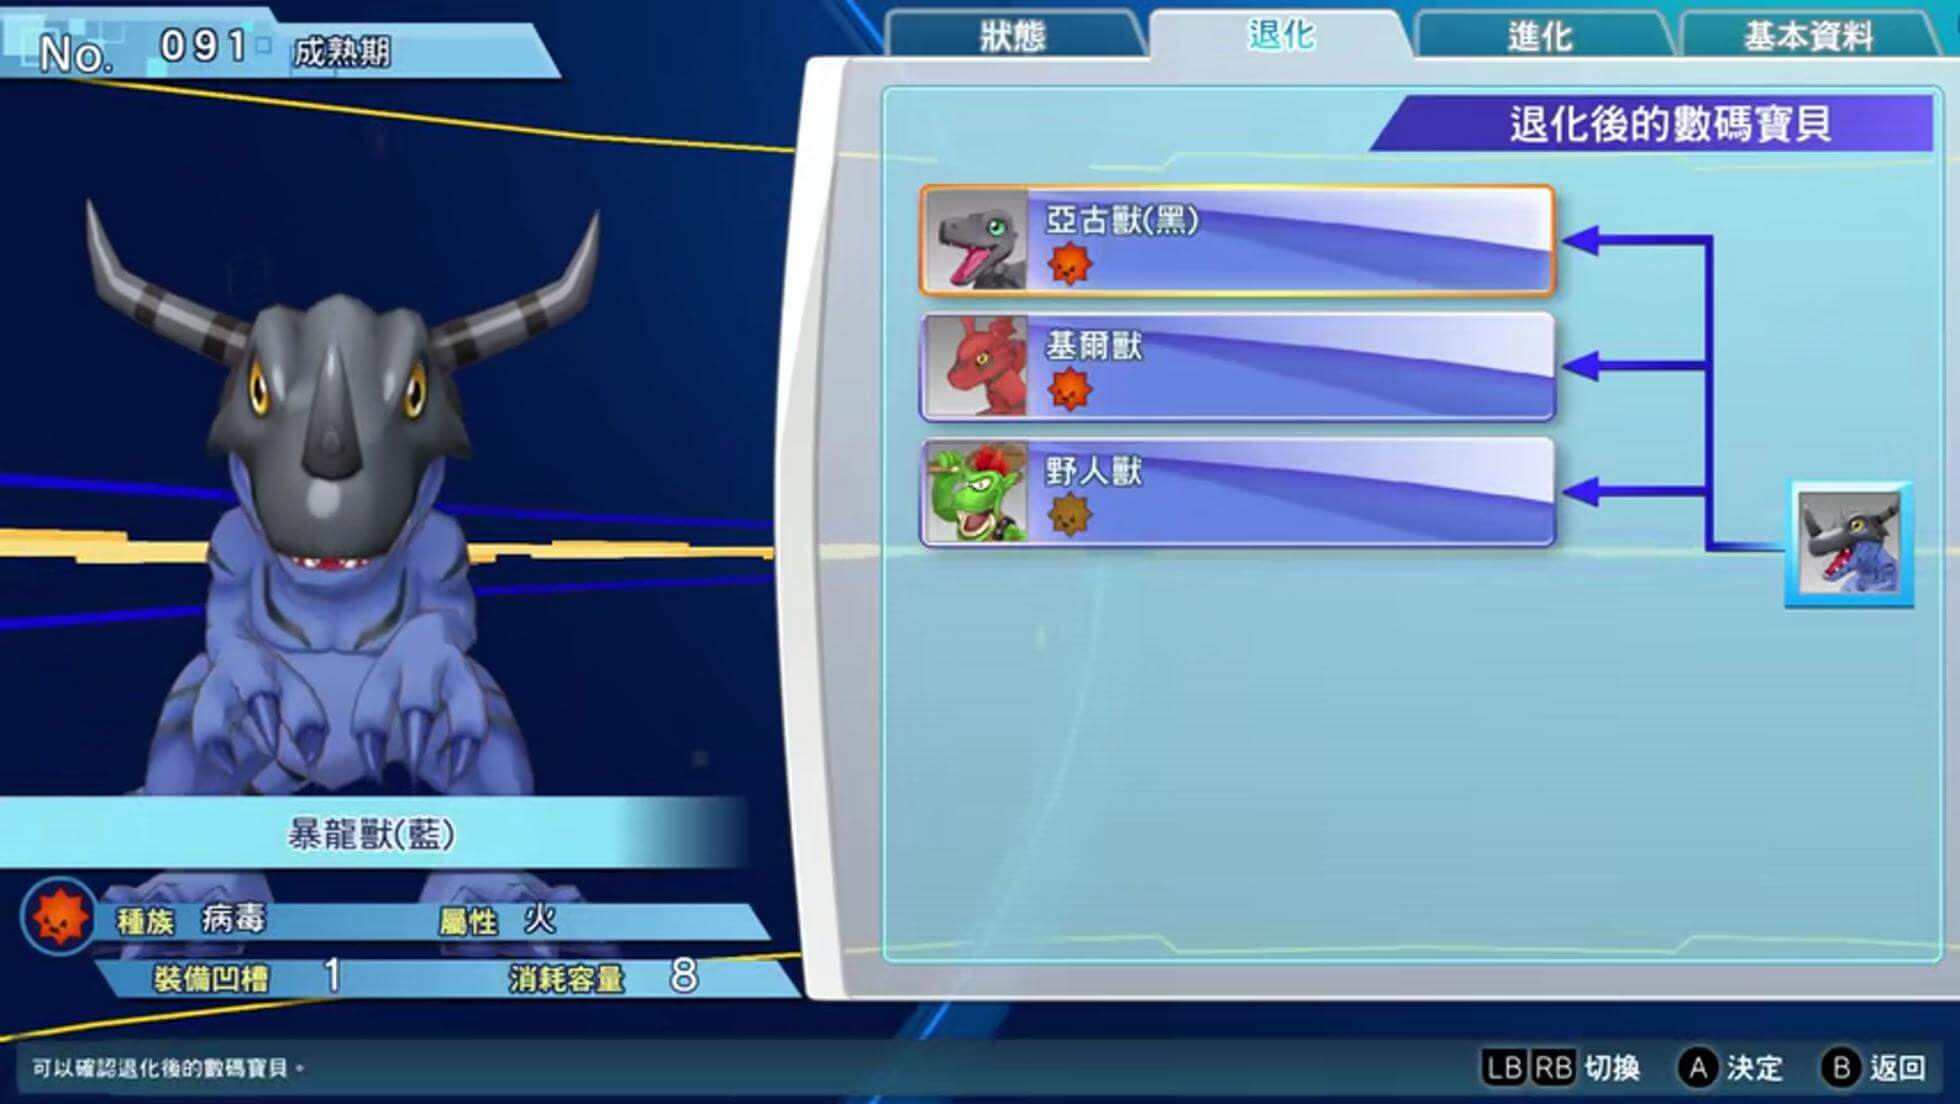 No. 091 成熟期
狀態 退化 進化 基本資料
退化後的數碼寶貝
亞古獸(黑)
基爾獸
野人獸
暴龍獸(藍)
種族 病毒 屬性 火
裝備凹槽 1 消耗容量 8
可以確認退化後的數碼寶貝。
LB RB 切換 A 決定 B 返回